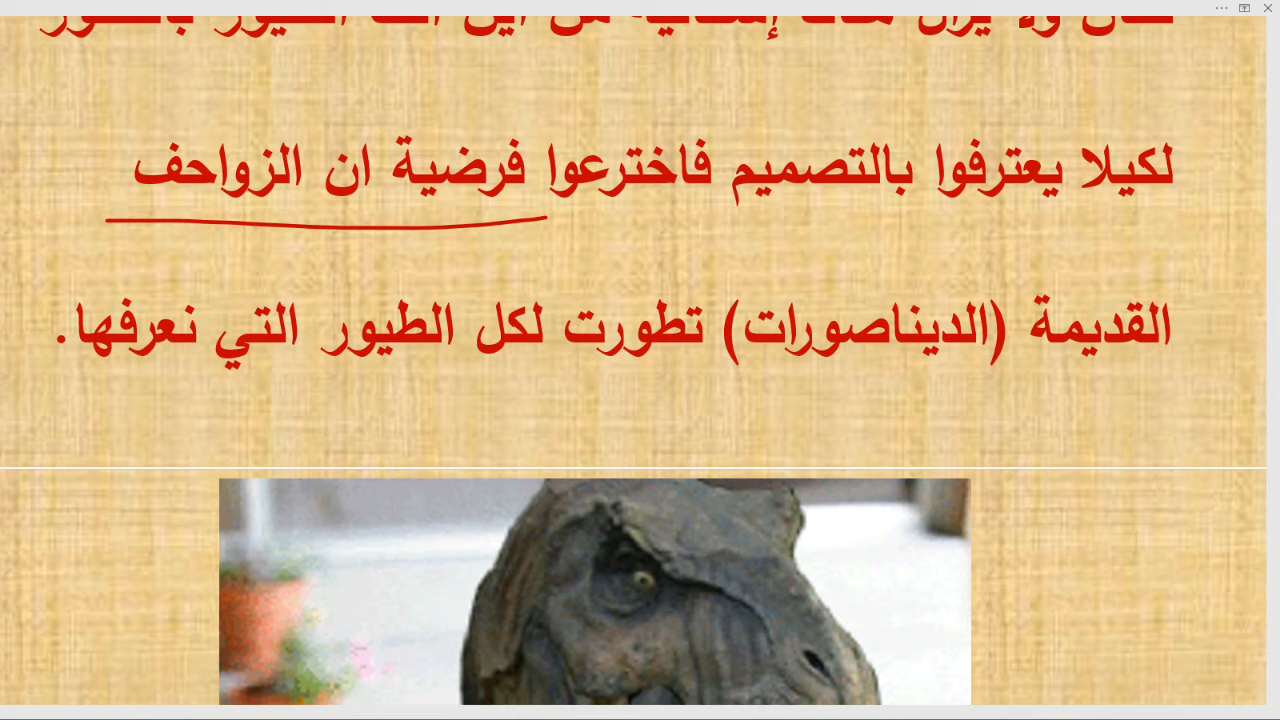 لكيلا يعترفوا بالتصميم فاخترعوا فرضية ان الزواحف
القديمة (الديناصورات) تطورت لكل الطيور التي نعرفها.